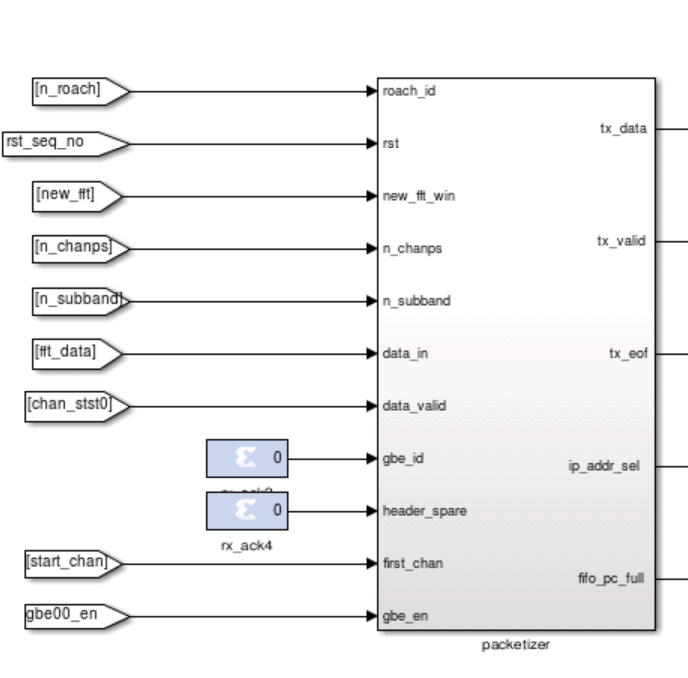 [n_roach]
roach_id
tx_data
rst_seq_no
rst
[new_fft]
new_fft_win
tx_valid
[n_chanps]
n_chanps
[n_subband]
n_subband
[fft_data]
data_in
tx_eof
[chan_stst0]
data_valid
0
gbe_id
ip_addr_sel
0
header_spare
rx_ack4
[start_chan]
first_chan
fifo_pc_full
gbe00_en
gbe_en
packetizer